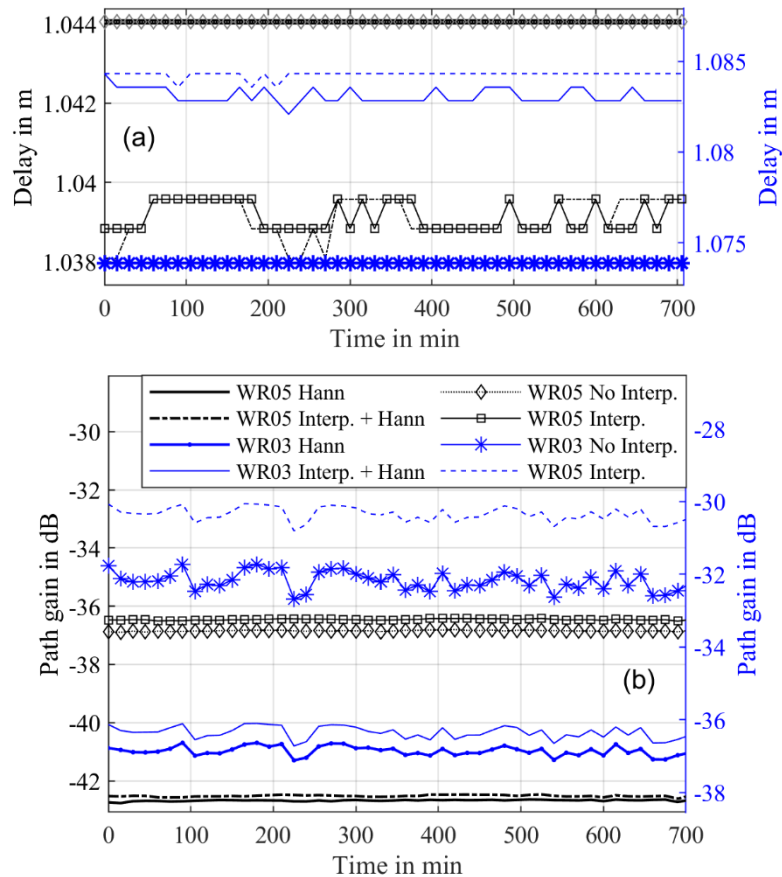 1.044
1.042
1.04
1.038
Delay in m
(a)
1.085
1.08
1.075
Delay in m
0 100 200 300 400 500 600 700
Time in min
WR05 Hann WR05 No Interp.
WR05 Interp. + Hann WR05 Interp.
WR03 Hann WR03 No Interp.
WR03 Interp. + Hann WR05 Interp.
-30
-32
-34
-36
-38
-40
-42
Path gain in dB
(b)
-28
-30
-32
-34
-36
-38
Path gain in dB
0 100 200 300 400 500 600 700
Time in min